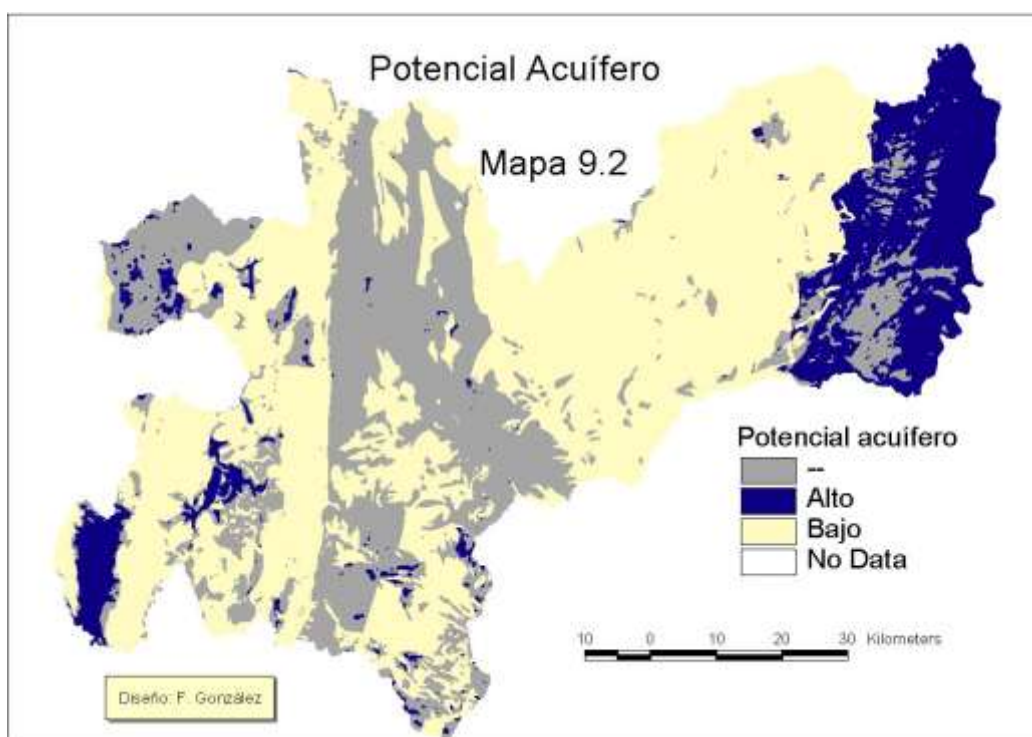 Potencial Acuífero
Mapa 9.2
Potencial acuífero
--
Alto
Bajo
No Data
10 0 10 20 30 Kilometers
Diseño: F. González